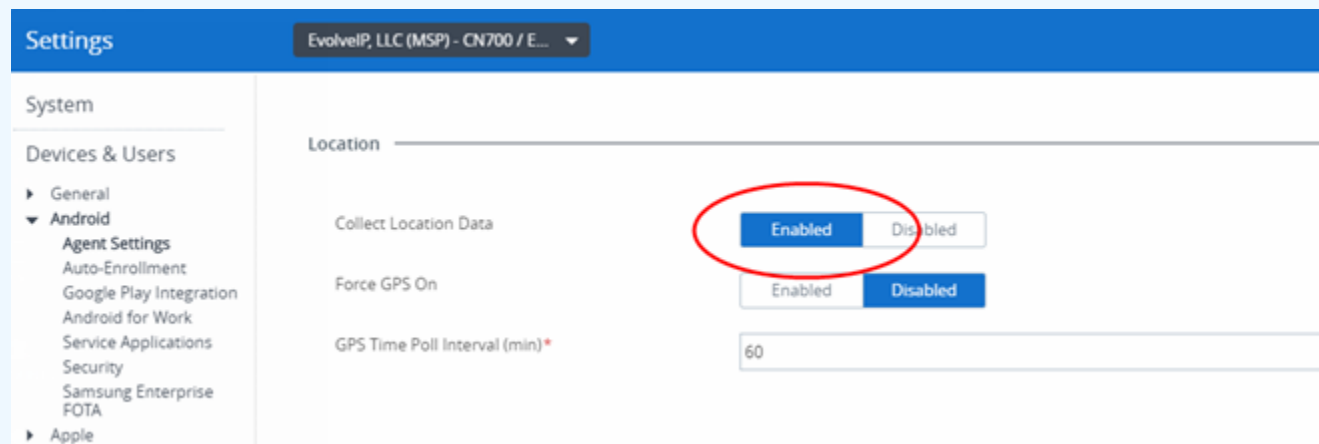 Settings
EvolveIP, LLC (MSP) - CN700 / E...
System
Devices & Users
General
Android
Agent Settings
Auto-Enrollment
Google Play Integration
Android for Work
Service Applications
Security
Samsung Enterprise
FOTA
Apple
Location
Collect Location Data
Enabled Disabled
Force GPS On
Enabled Disabled
GPS Time Poll Interval (min)*
60